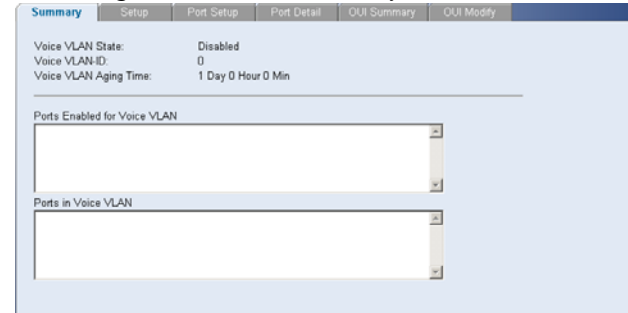 Summary Setup Port Setup Port Detail OUI Summary OUI Modify
Voice VLAN State: Disabled
Voice VLAN-ID: 0
Voice VLAN Aging Time: 1 Day 0 Hour 0 Min
Ports Enabled for Voice VLAN
Ports in Voice VLAN